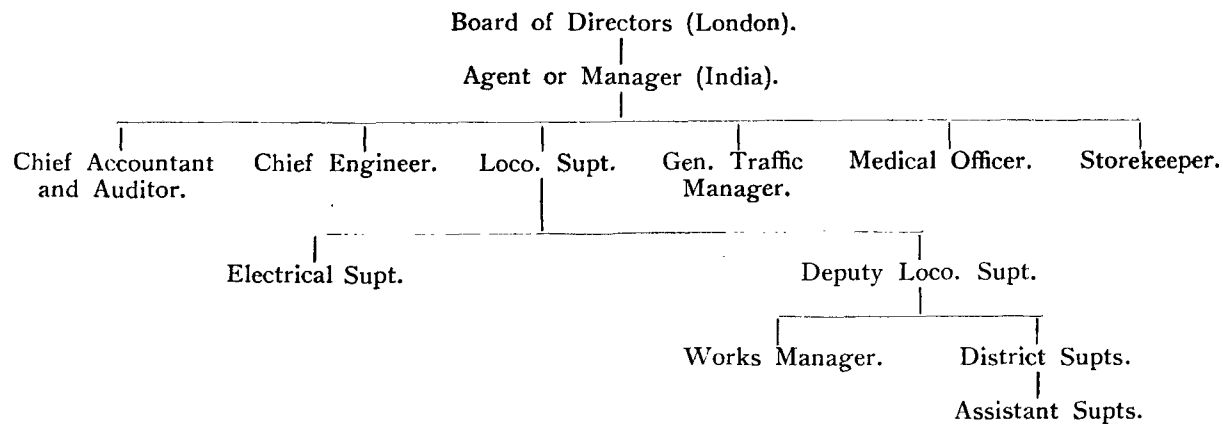 Board of Directors (London).
Agent or Manager (India).
Chief Accountant and Auditor.
Chief Engineer.
Loco. Supt.
Gen. Traffic Manager.
Medical Officer.
Storekeeper.
Electrical Supt.
Deputy Loco. Supt.
Works Manager.
District Supts.
Assistant Supts.